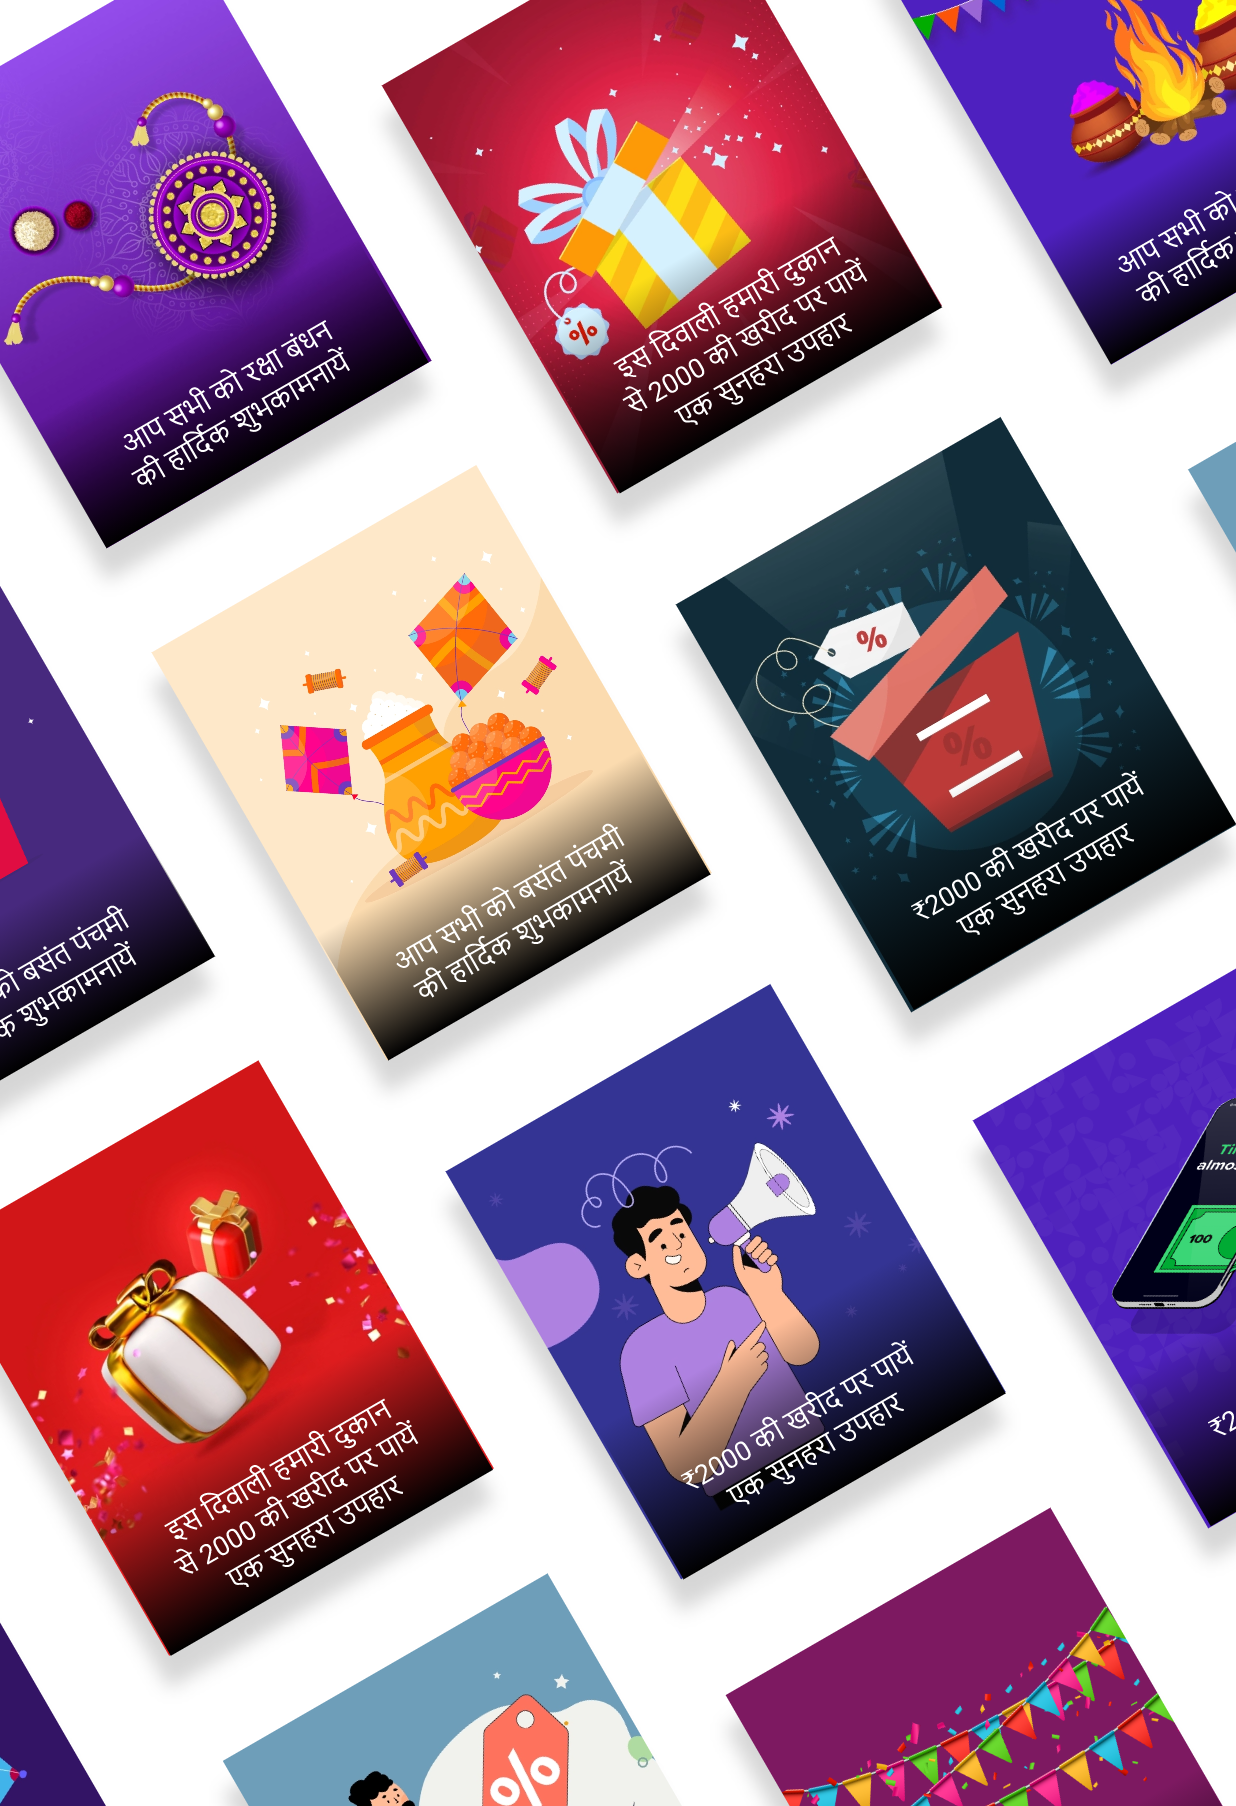 आप सभी को रक्षा बंधन
की हार्दिक शुभकामनायें
%
इस दिवाली हमारी दुकान
से 2000 की खरीद पर पायें
एक सुनहरा उपहार
आप सभी को
की हार्दिक
को बसंत पंचमी
शुभकामनायें
आप सभी को बसंत पंचमी
की हार्दिक शुभकामनायें
%
%
₹2000 की खरीद पर पायें
एक सुनहरा उपहार
इस दिवाली हमारी दुकान
से 2000 की खरीद पर पायें
एक सुनहरा उपहार
₹2000 की खरीद पर पायें
एक सुनहरा उपहार
100
%